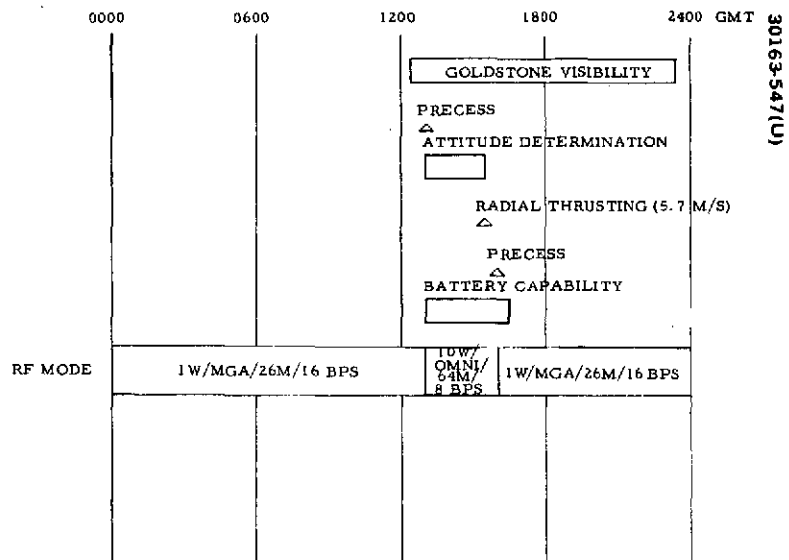 0000 0600 1200 1800 2400 GMT
30163-547(U)
GOLDSTONE VISIBILITY
PRECESS
ATTITUDE DETERMINATION
RADIAL THRUSTING (5.7 M/S)
PRECESS
BATTERY CAPABILITY
RF MODE
1W/MGA/26M/16 BPS
10W/
OMNI/
64M/
8 BPS
1W/MGA/26M/16 BPS